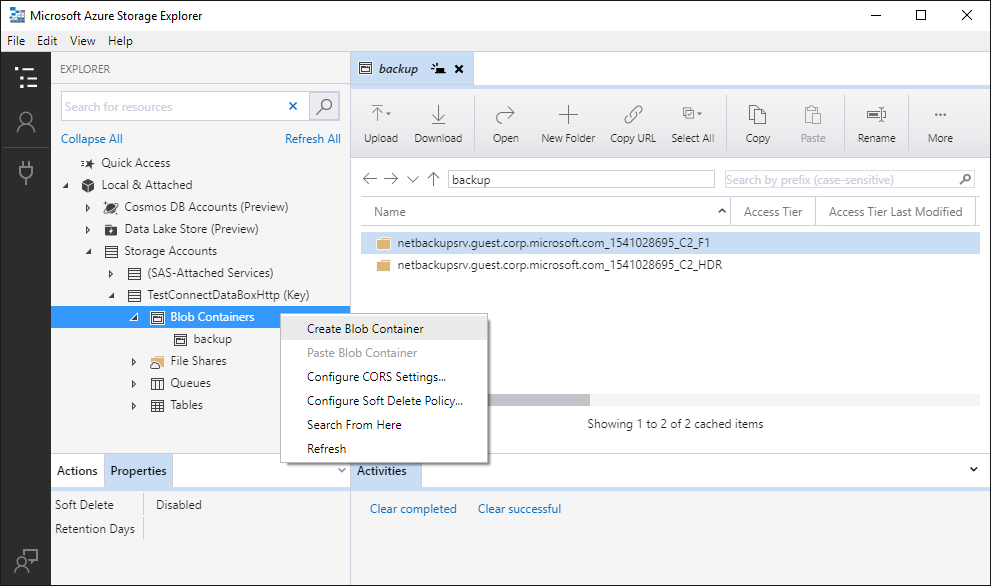 Microsoft Azure Storage Explorer
File Edit View Help
EXPLORER
Search for resources
Collapse All Refresh All
Quick Access
Local & Attached
Cosmos DB Accounts (Preview)
Data Lake Store (Preview)
Storage Accounts
(SAS-Attached Services)
TestConnectDataBoxHttp (Key)
Blob Containers
backup
File Shares
Queues
Tables
Create Blob Container
Paste Blob Container
Configure CORS Settings...
Configure Soft Delete Policy...
Search From Here
Refresh
Actions Properties
Soft Delete Disabled
Retention Days
backup
Upload Download Open New Folder Copy URL Select All Copy Paste Rename More
backup Search by prefix (case-sensitive)
Name Access Tier Access Tier Last Modified
netbackupsrv.guest.corp.microsoft.com_1541028695_C2_F1
netbackupsrv.guest.corp.microsoft.com_1541028695_C2_HDR
Showing 1 to 2 of 2 cached items
Activities
Clear completed Clear successful